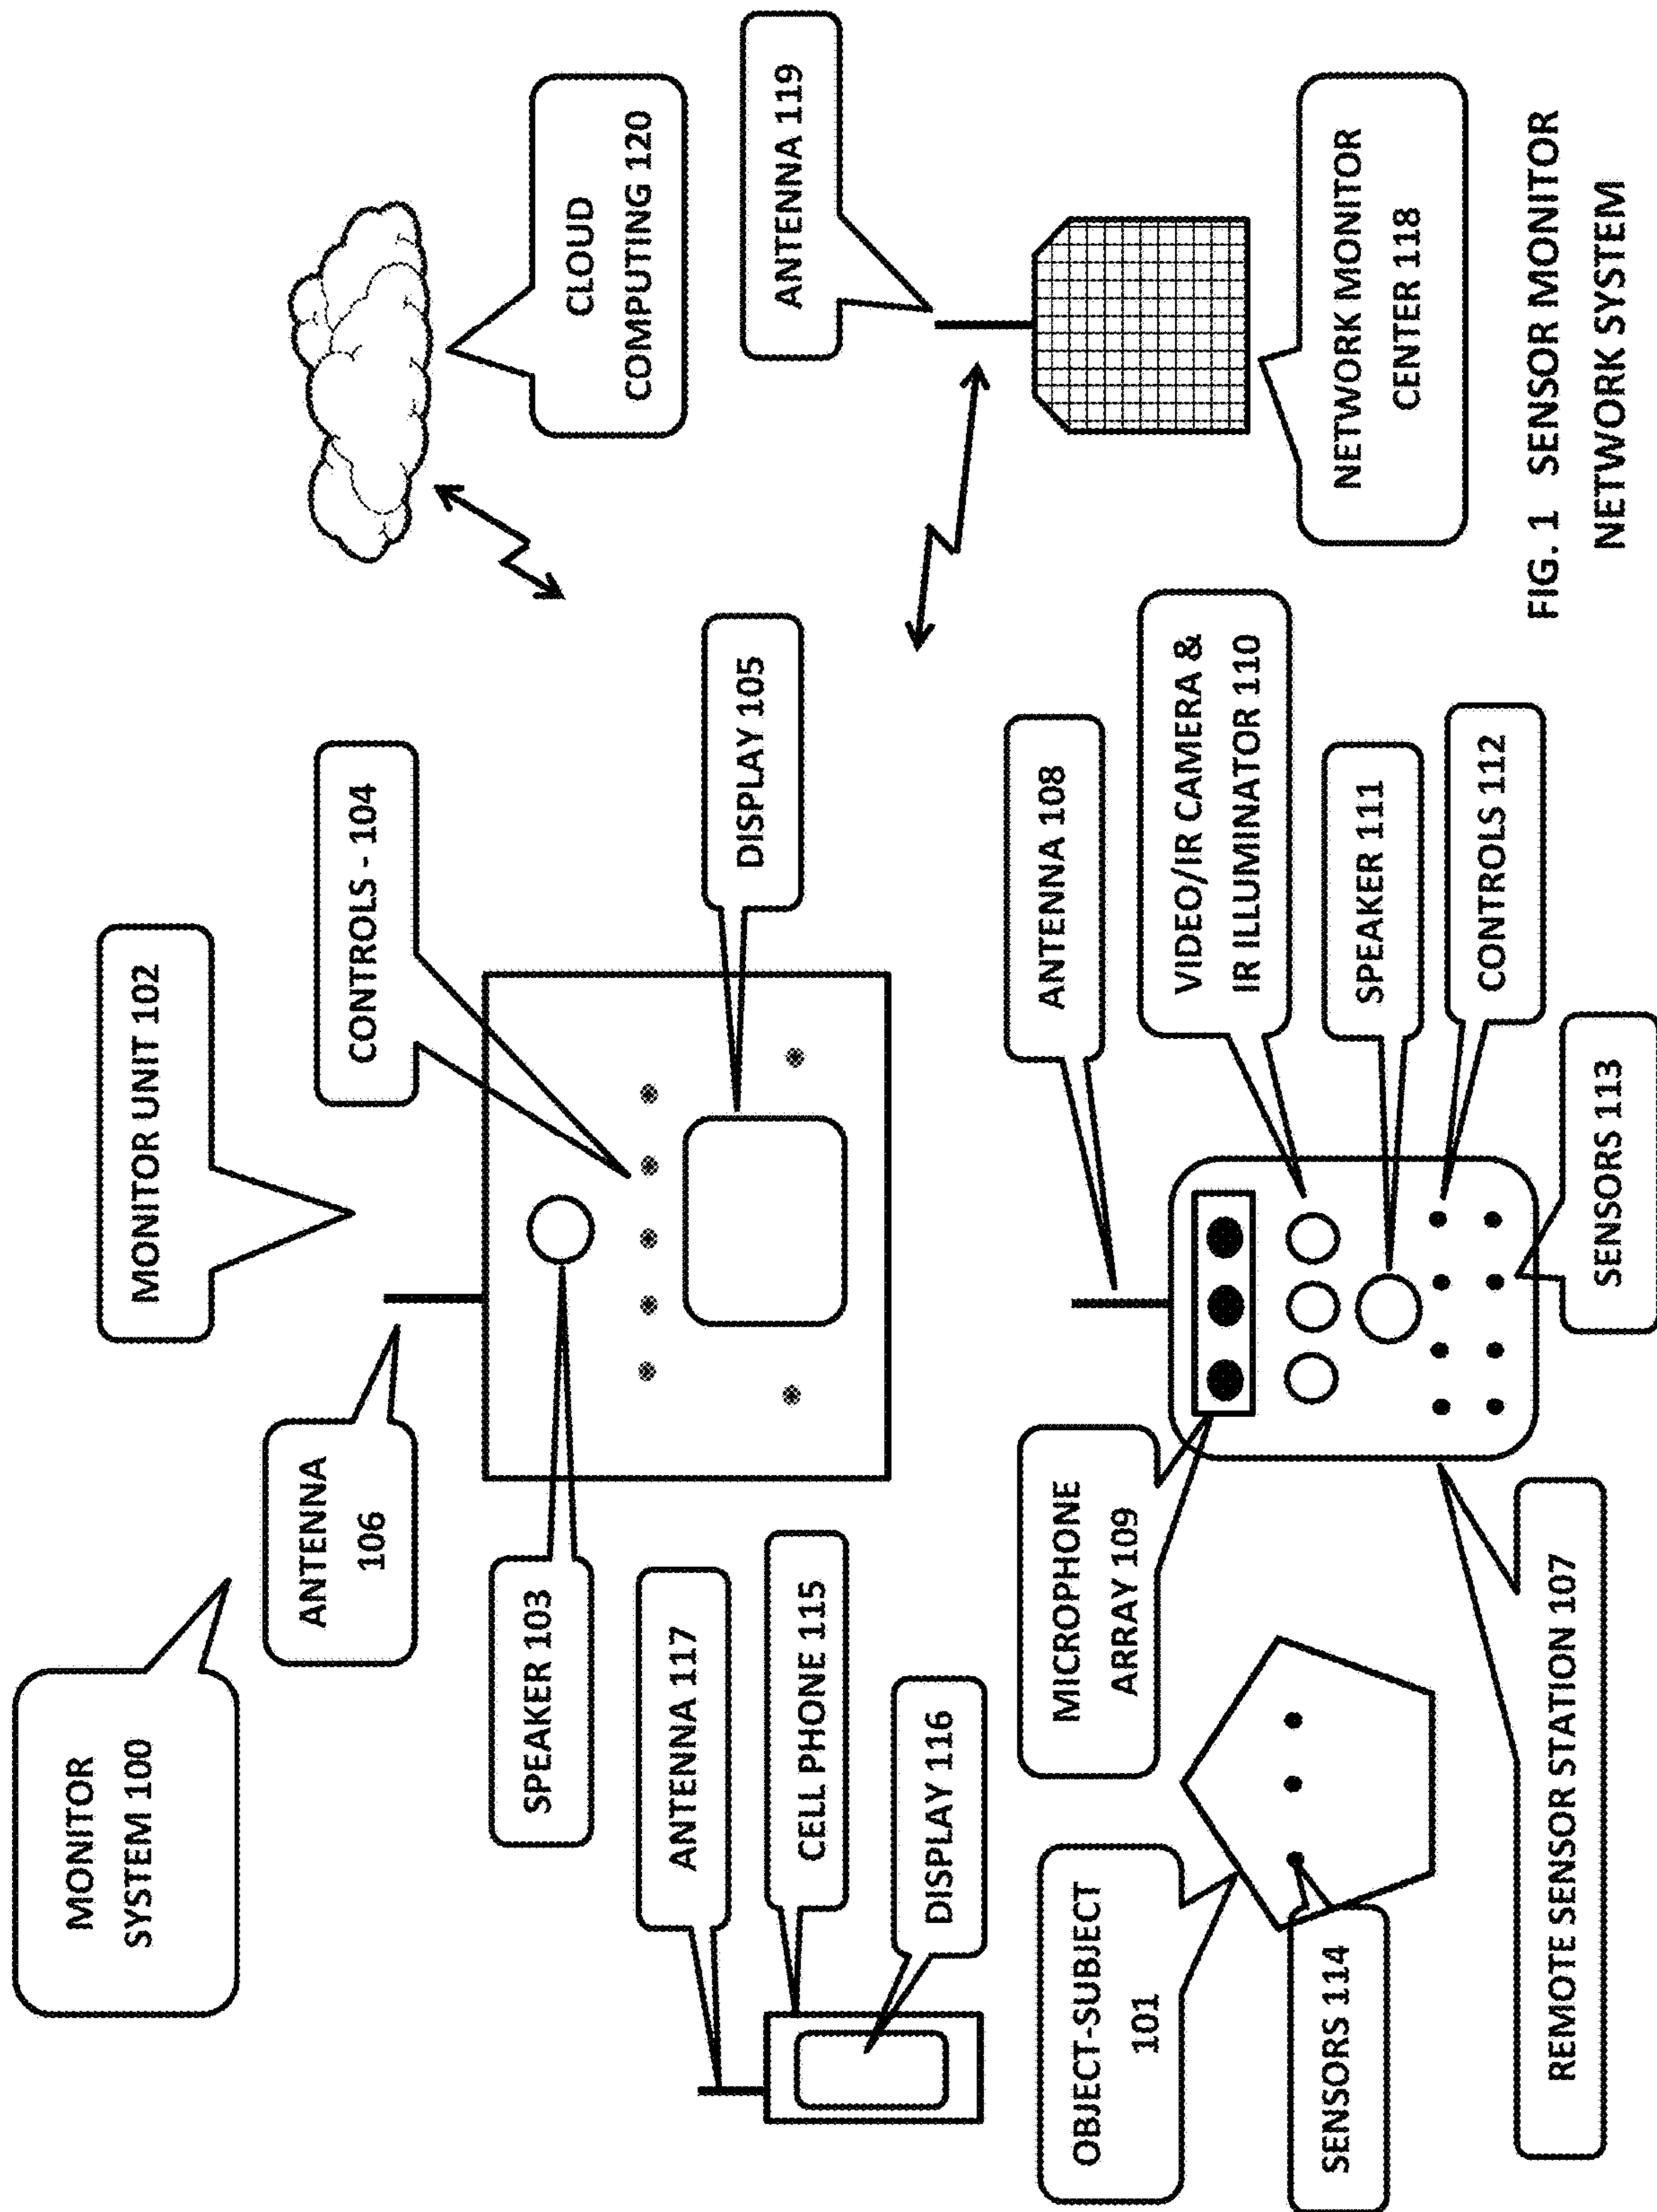 MONITOR
SYSTEM 100
MONITOR UNIT 102
ANTENNA
106
CONTROLS - 104
SPEAKER 103
DISPLAY 105
ANTENNA 117
CELL PHONE 115
DISPLAY 116
CLOUD
COMPUTING 120
ANTENNA 119
NETWORK MONITOR
CENTER 118
OBJECT-SUBJECT
101
SENSORS 114
MICROPHONE
ARRAY 109
REMOTE SENSOR STATION 107
ANTENNA 108
VIDEO/IR CAMERA &
IR ILLUMINATOR 110
SPEAKER 111
CONTROLS 112
SENSORS 113
FIG. 1 SENSOR MONITOR
NETWORK SYSTEM